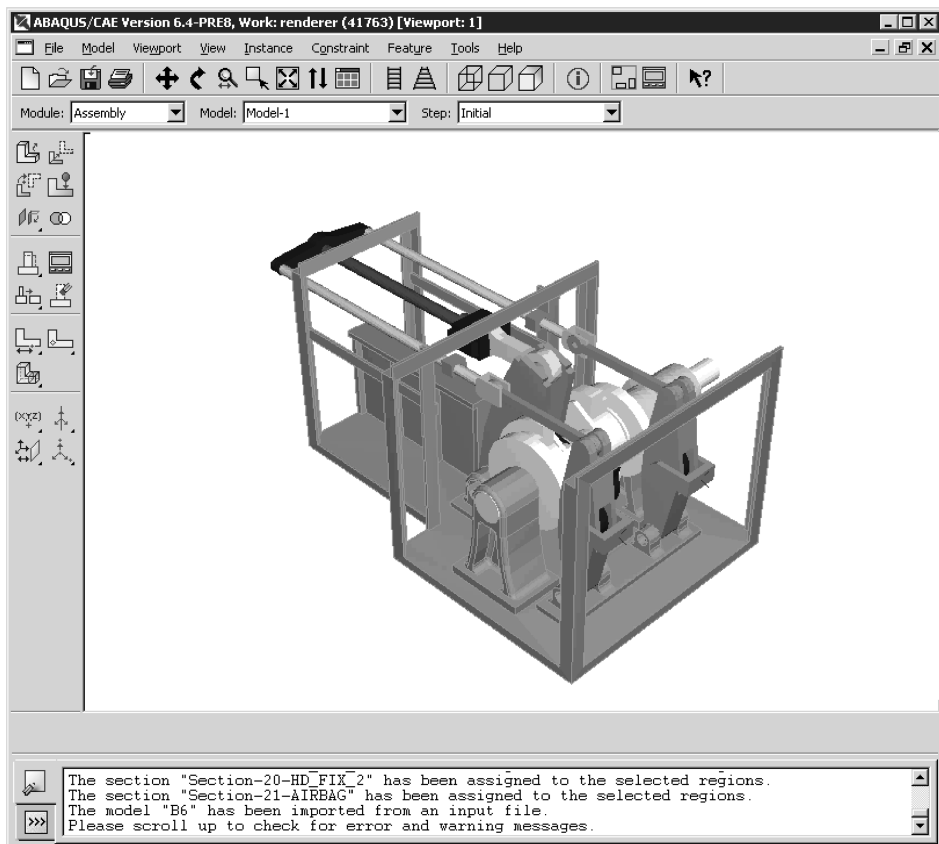 ABAQUS/CAE Version 6.4-PRE8, Work: renderer (41763) [Viewport: 1]
File Model Viewport View Instance Constraint Feature Tools Help
Module: Assembly Model: Model-1 Step: Initial
(XYZ)
The section "Section-20-HD_FIX_2" has been assigned to the selected regions.
The section "Section-21-AIRBAG" has been assigned to the selected regions.
The model "B6" has been imported from an input file.
Please scroll up to check for error and warning messages.
>>>